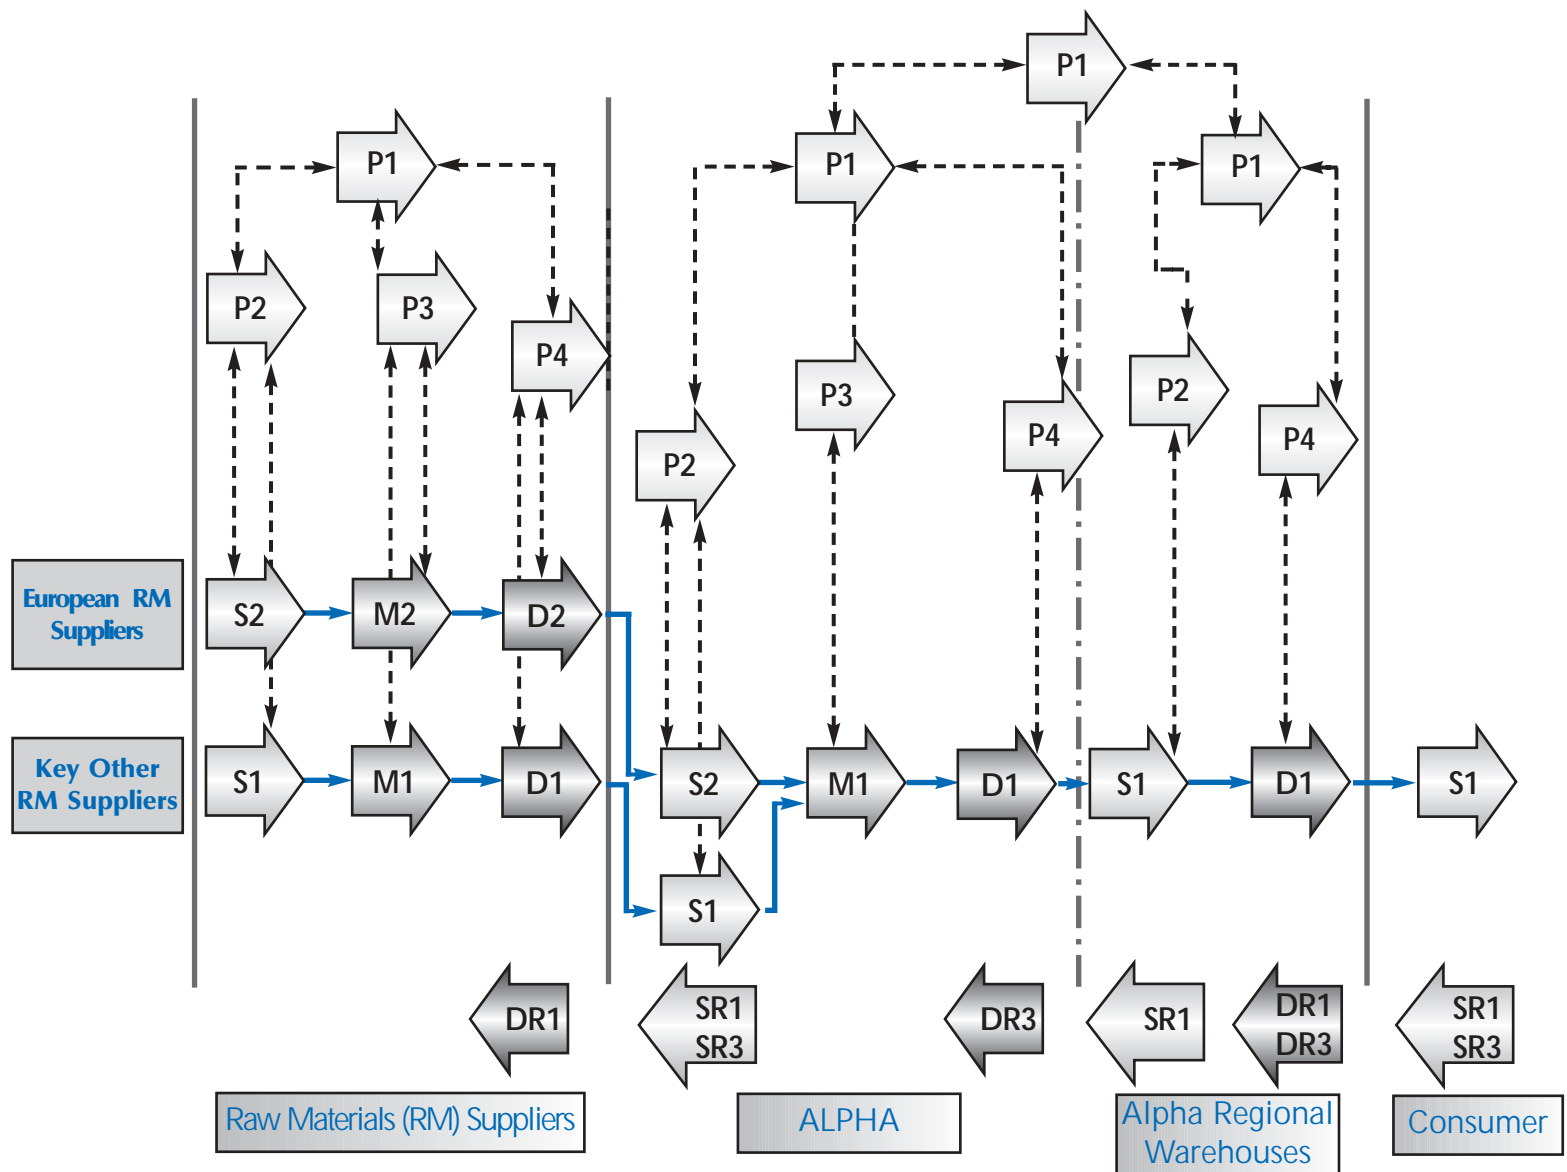 P1
P1
P1
P1
P2
P3
P4
P3
P2
P4
P2
P4
European RM
Suppliers
S2
M2
D2
Key Other
RM Suppliers
S1
M1
D1
S2
M1
D1
S1
D1
S1
S1
DR1
SR1
SR3
DR3
SR1
DR1
DR3
SR1
SR3
Raw Materials (RM) Suppliers
ALPHA
Alpha Regional
Warehouses
Consumer